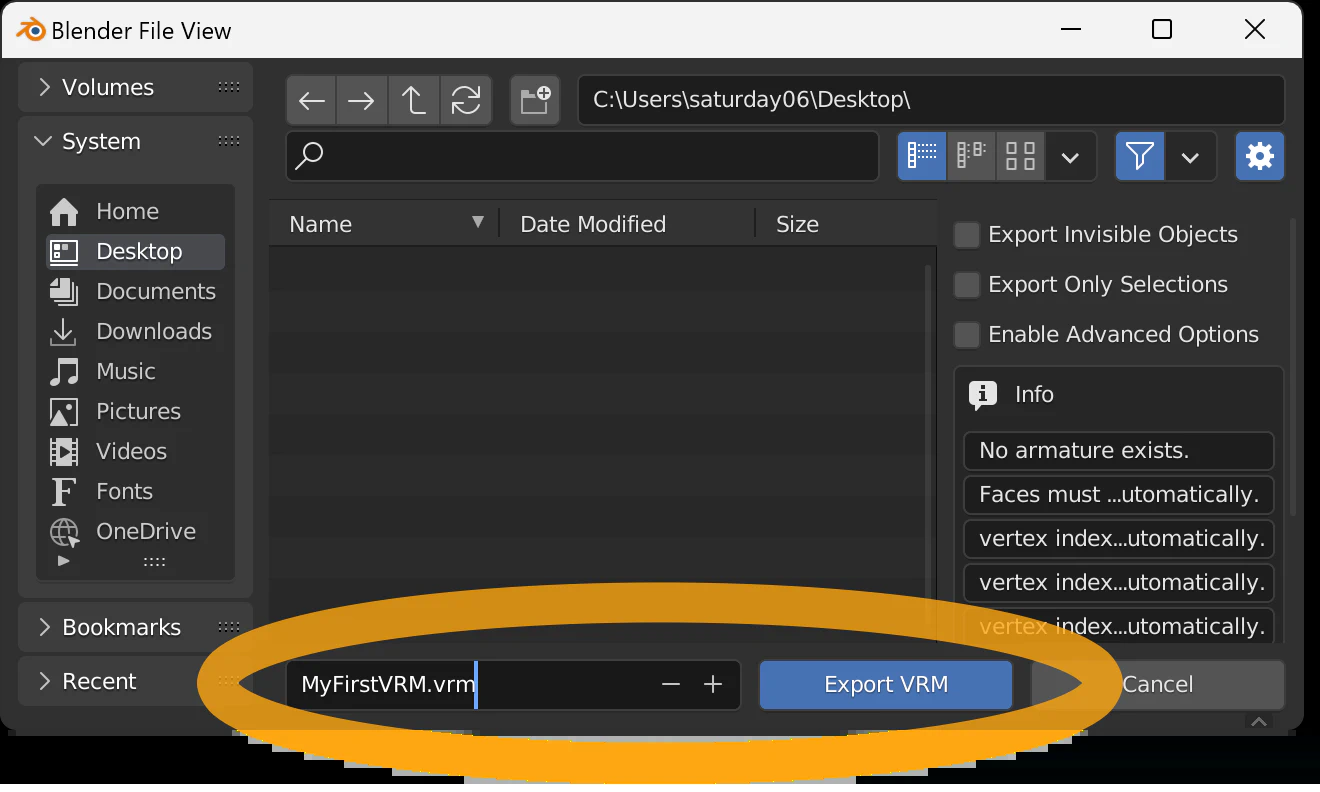 Blender File View
Volumes
System
Home
Desktop
Documents
Downloads
Music
Pictures
Videos
Fonts
OneDrive
Bookmarks
Recent
C:\Users\saturday06\Desktop\
Name
Date Modified
Size
Export Invisible Objects
Export Only Selections
Enable Advanced Options
Info
No armature exists.
Faces must ...utomatically.
vertex index...utomatically.
vertex index...utomatically.
vertex index...utomatically.
MyFirstVRM.vrm
Export VRM
Cancel